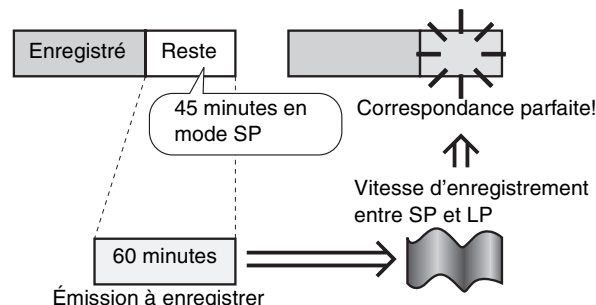 Enregistré
Reste
45 minutes en
mode SP
Correspondance parfaite!
Vitesse d'enregistrement
entre SP et LP
60 minutes
Émission à enregistrer